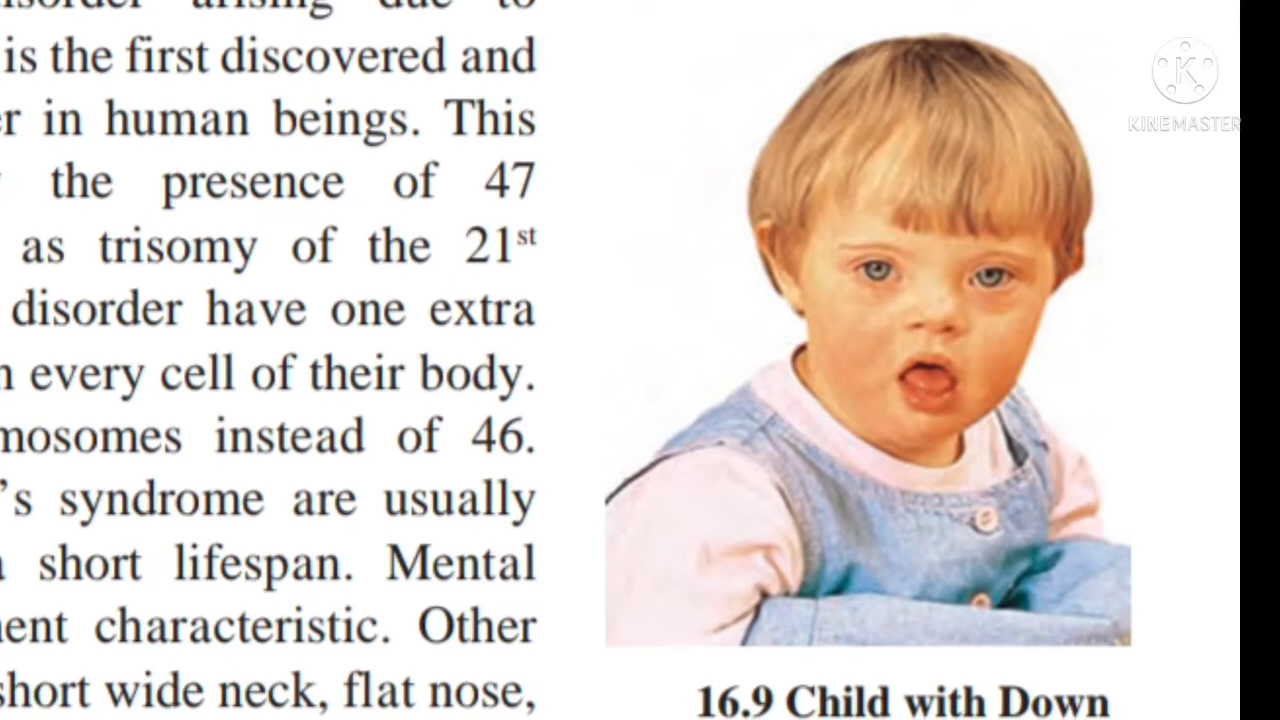 disorder arising due to
is the first discovered and
in human beings. This
the presence of 47
as trisomy of the 21st
disorder have one extra
every cell of their body.
instead of 46.
's syndrome are usually
short lifespan. Mental
characteristic. Other
short wide neck, flat nose,
16.9 Child with Down
K
KINEMASTER